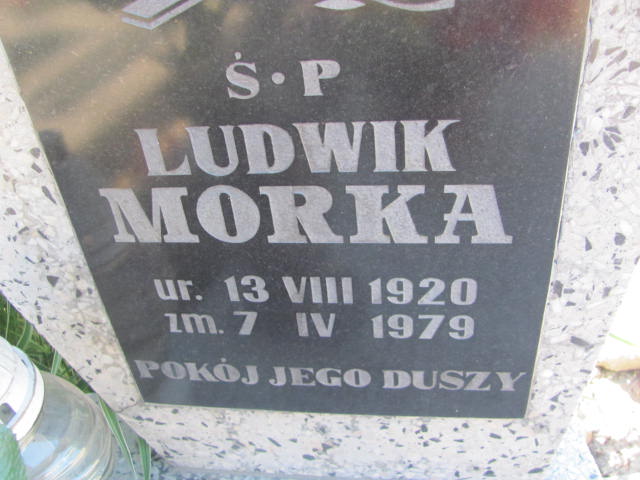 Ś·P
LUDWIK
MORKA
ur. 13 VIII 1920
zm. 7 IV 1979
POKÓJ JEGO DUSZY